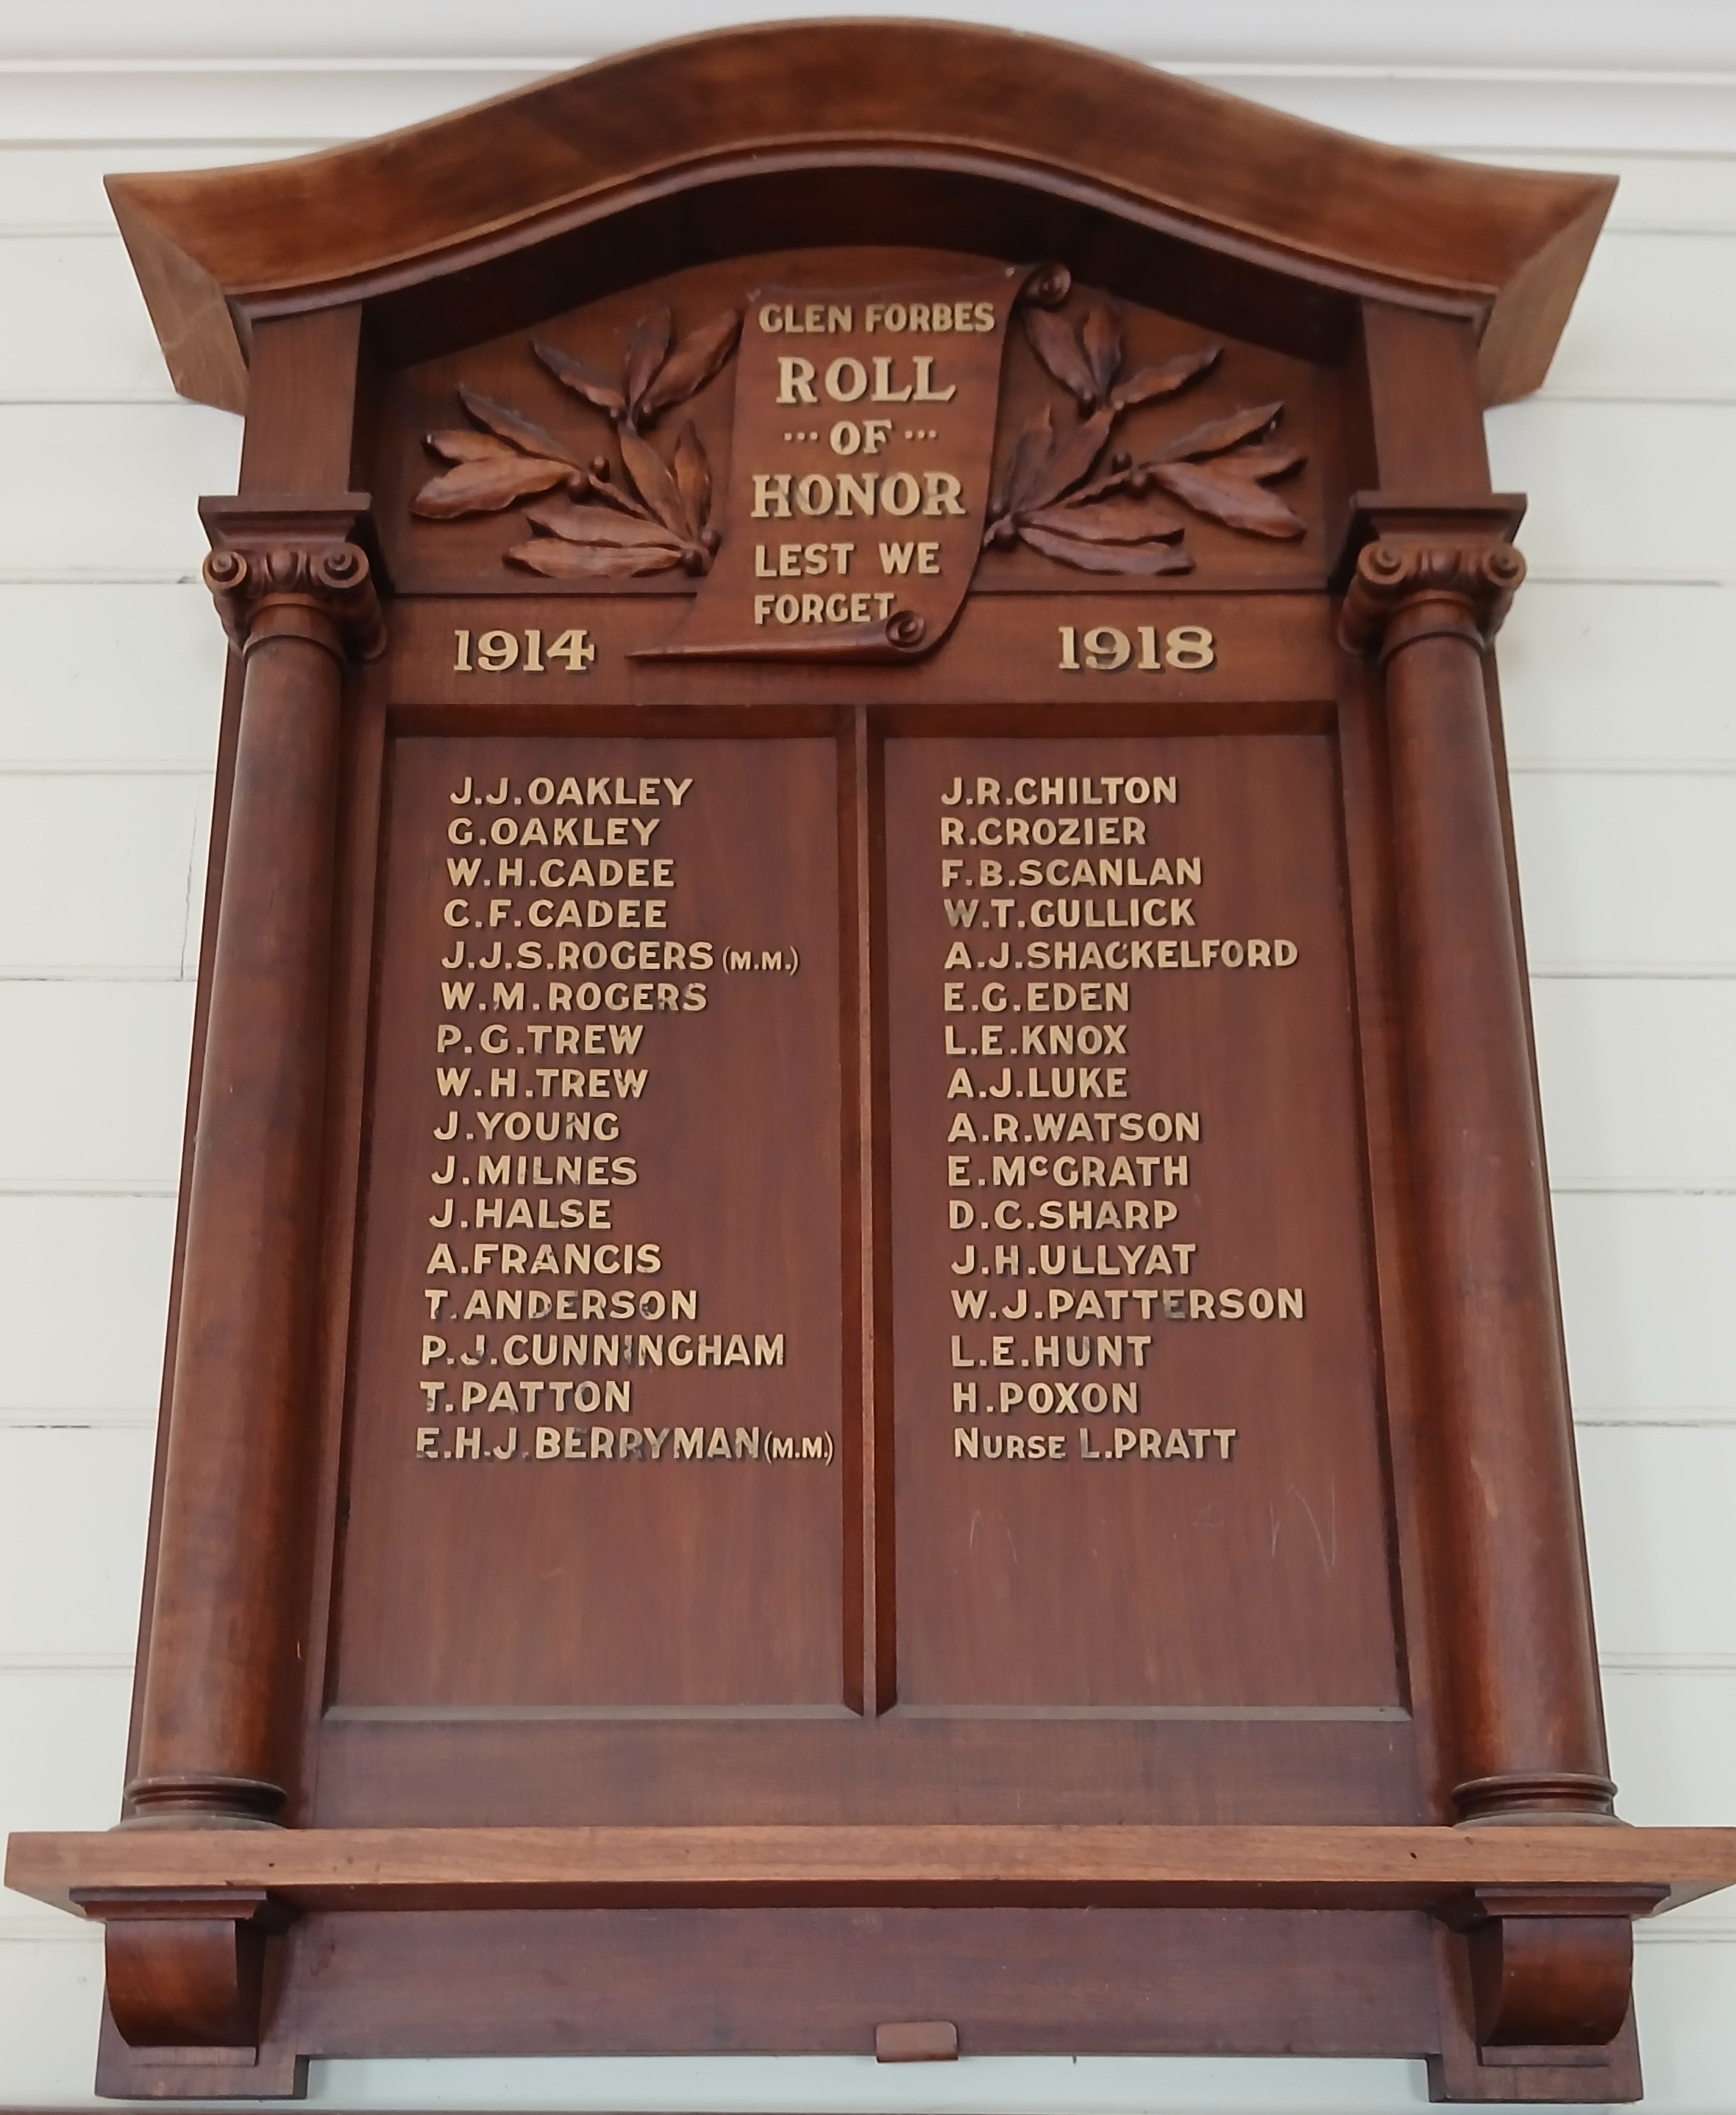 GLEN FORBES
ROLL
··· OF ···
HONOR
LEST WE
FORGET
1914 1918
J.J.OAKLEY
G.OAKLEY
W.H.CADEE
C.F.CADEE
J.J.S.ROGERS (M.M.)
W.M.ROGERS
P.G.TREW
W.H.TREW
J.YOUNG
J.MILNES
J.HALSE
A.FRANCIS
T.ANDERSON
P.J.CUNNINGHAM
T.PATTON
E.H.J.BERRYMAN (M.M.)
J.R.CHILTON
R.CROZIER
F.B.SCANLAN
W.T.GULLICK
A.J.SHACKELFORD
E.G.EDEN
L.E.KNOX
A.J.LUKE
A.R.WATSON
E.McGRATH
D.C.SHARP
J.H.ULLYAT
W.J.PATTERSON
L.E.HUNT
H.POXON
NURSE L.PRATT